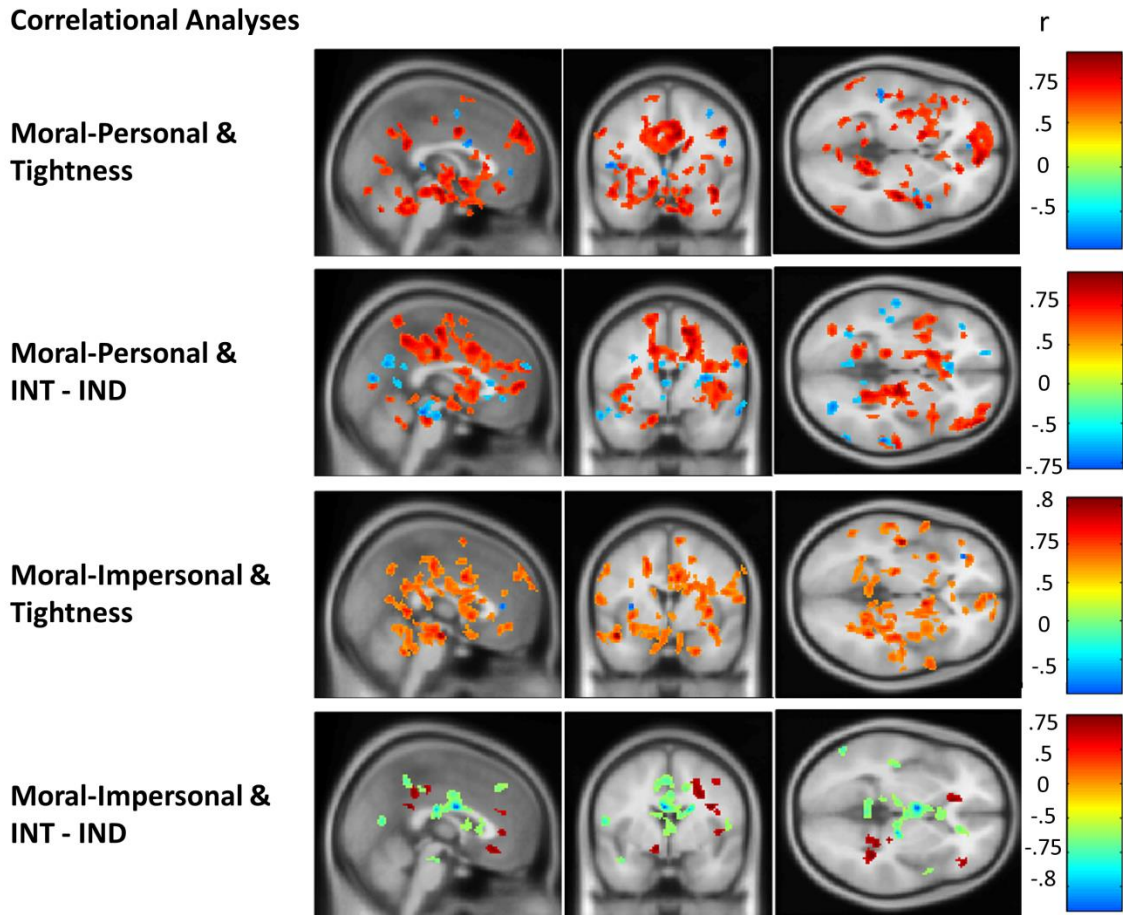 Correlational Analyses
r
Moral-Personal &
Tightness
.75
.5
0
-.5
Moral-Personal &
INT - IND
.75
.5
0
-.5
-.75
Moral-Impersonal &
Tightness
.8
.75
.5
0
-.5
Moral-Impersonal &
INT - IND
.75
.5
0
-.5
-.75
-.8